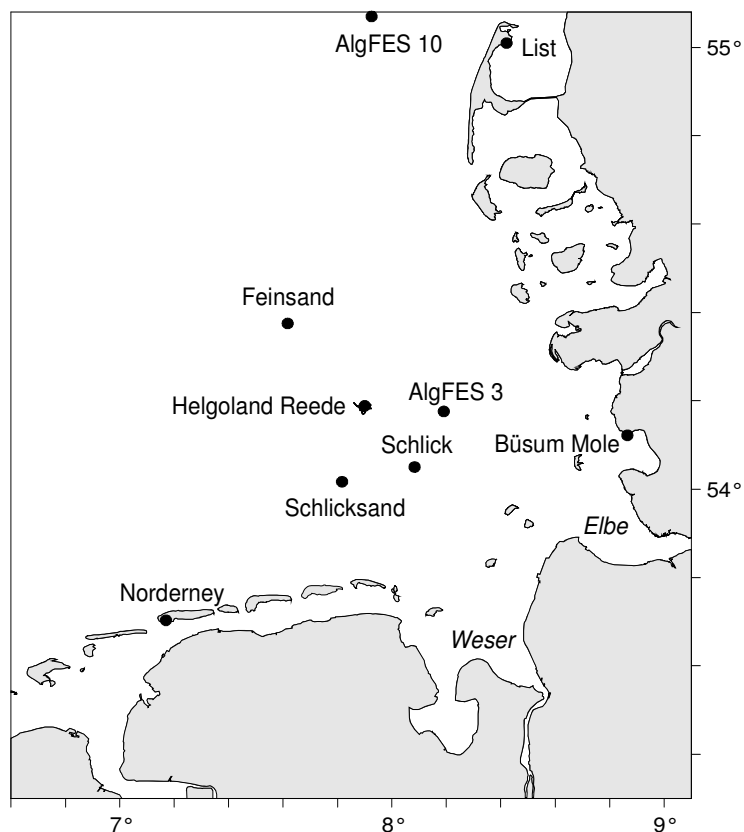 AlgFES 10
List
55°
Feinsand
Helgoland Reede
AlgFES 3
Schlick
Büsum Mole
Schlicksand
54°
Elbe
Norderney
Weser
7°
8°
9°